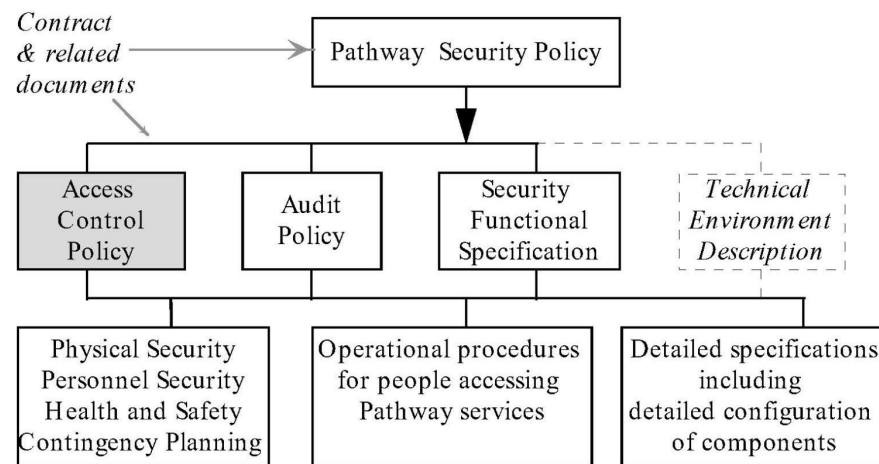 Contract
& related
documents
Pathway Security Policy
Access
Control
Policy
Audit
Policy
Security
Functional
Specification
Technical
Environment
Description
Physical Security
Personnel Security
Health and Safety
Contingency Planning
Operational procedures
for people accessing
Pathway services
Detailed specifications
including
detailed configuration
of components